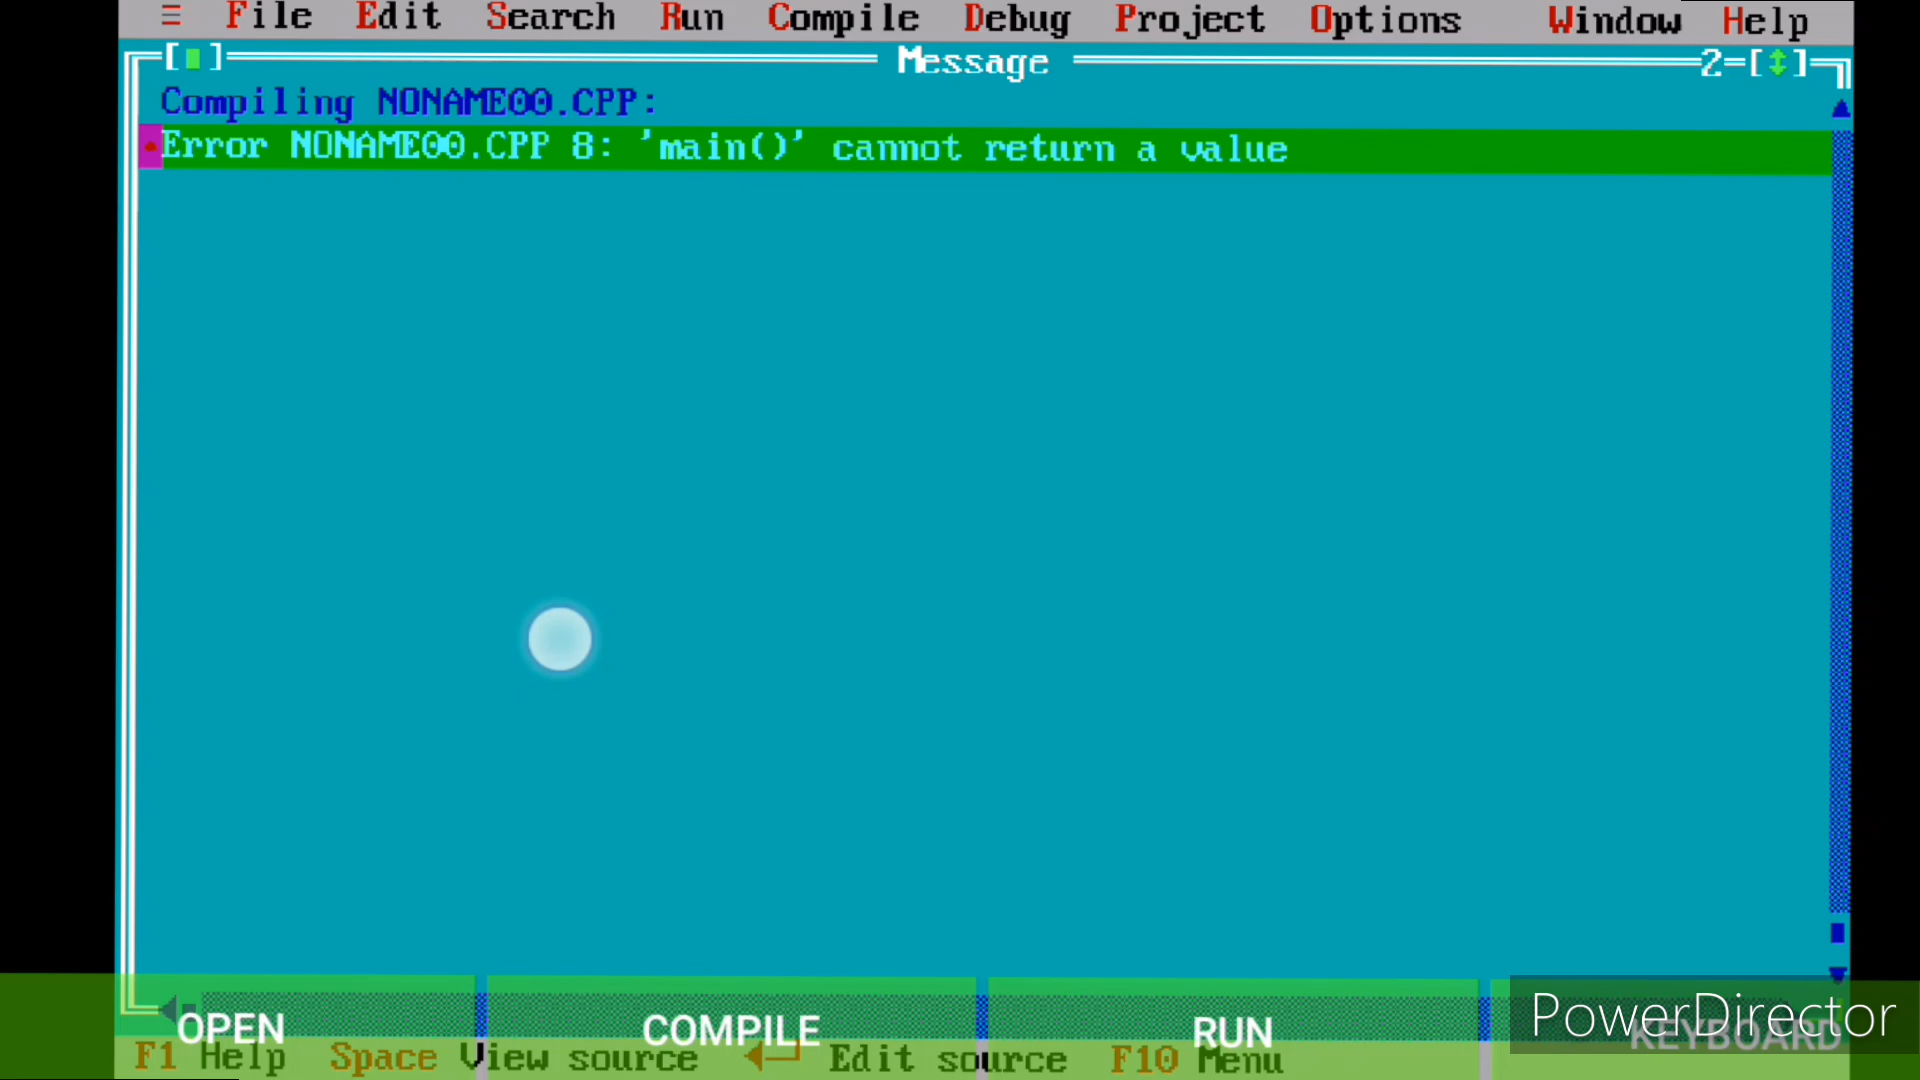 ≡ File Edit Search Run Compile Debug Project Options Window Help
[ ] Message 2=[↕]
Compiling NONAME00.CPP:
•Error NONAME00.CPP 8: 'main()' cannot return a value
OPEN COMPILE RUN KEYBOARD
PowerDirector
F1 Help Space View source ◄─┘ Edit source F10 Menu